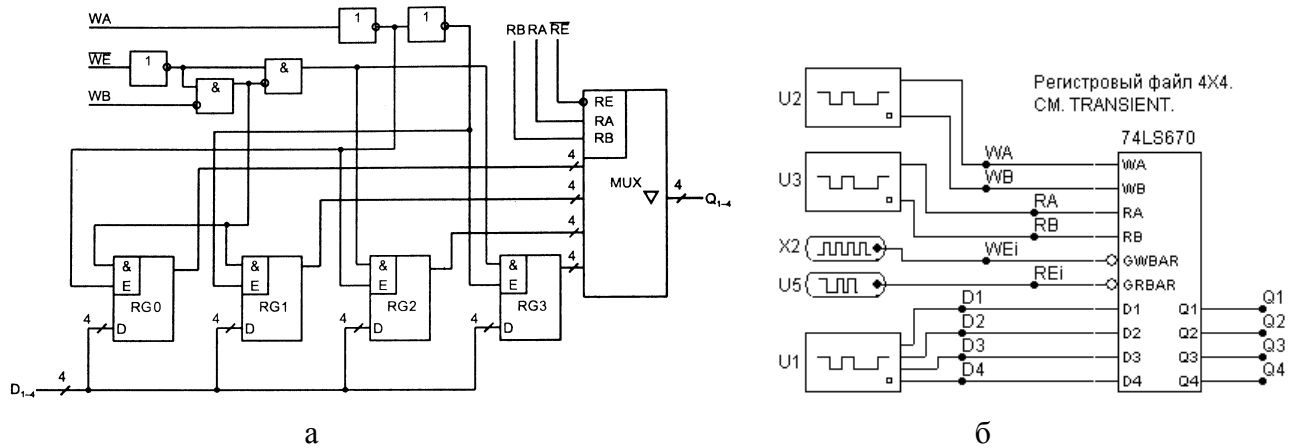 WA
1
1
RB RA RE
WE
1
&
&
WB
RE
RA
RB
MUX
4
4
4
4
4
Q1–4
&
E
RG0
4
D
&
E
RG1
4
D
&
E
RG2
4
D
&
E
RG3
4
D
D1–4
4
а
Регистровый файл 4X4.
СМ. TRANSIENT.
74LS670
U2
WA
WB
U3
RA
RB
X2
WEi
U5
REi
U1
D1
D2
D3
D4
WA
WB
RA
RB
GWBAR
GRBAR
D1 Q1
D2 Q2
D3 Q3
D4 Q4
Q1
Q2
Q3
Q4
б